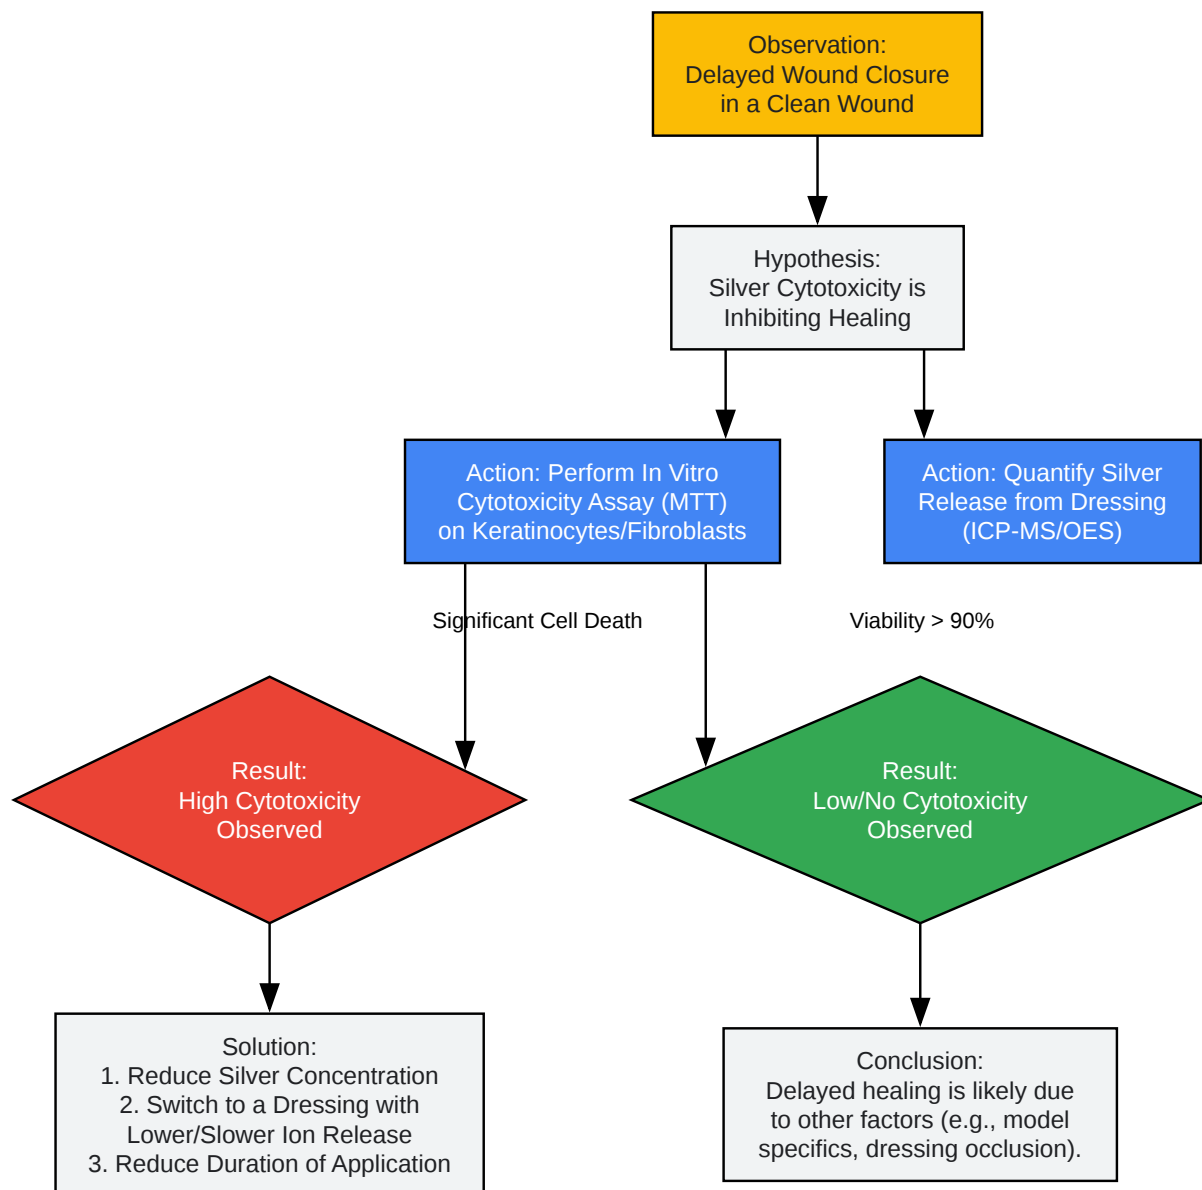 Observation:
Delayed Wound Closure
in a Clean Wound
Hypothesis:
Silver Cytotoxicity is
Inhibiting Healing
Action: Perform In Vitro
Cytotoxicity Assay (MTT)
on Keratinocytes/Fibroblasts
Action: Quantify Silver
Release from Dressing
(ICP-MS/OES)
Significant Cell Death
Viability > 90%
Result:
High Cytotoxicity
Observed
Result:
Low/No Cytotoxicity
Observed
Solution:
1. Reduce Silver Concentration
2. Switch to a Dressing with
Lower/Slower Ion Release
3. Reduce Duration of Application
Conclusion:
Delayed healing is likely due
to other factors (e.g., model
specifics, dressing occlusion).